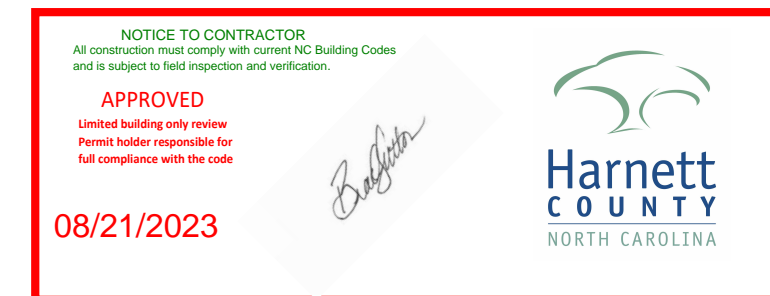 NOTICE TO CONTRACTOR
All construction must comply with current NC Building Codes
and is subject to field inspection and verification.
APPROVED
Limited building only review
Permit holder responsible for
full compliance with the code
08/21/2023
Harnett
COUNTY
NORTH CAROLINA